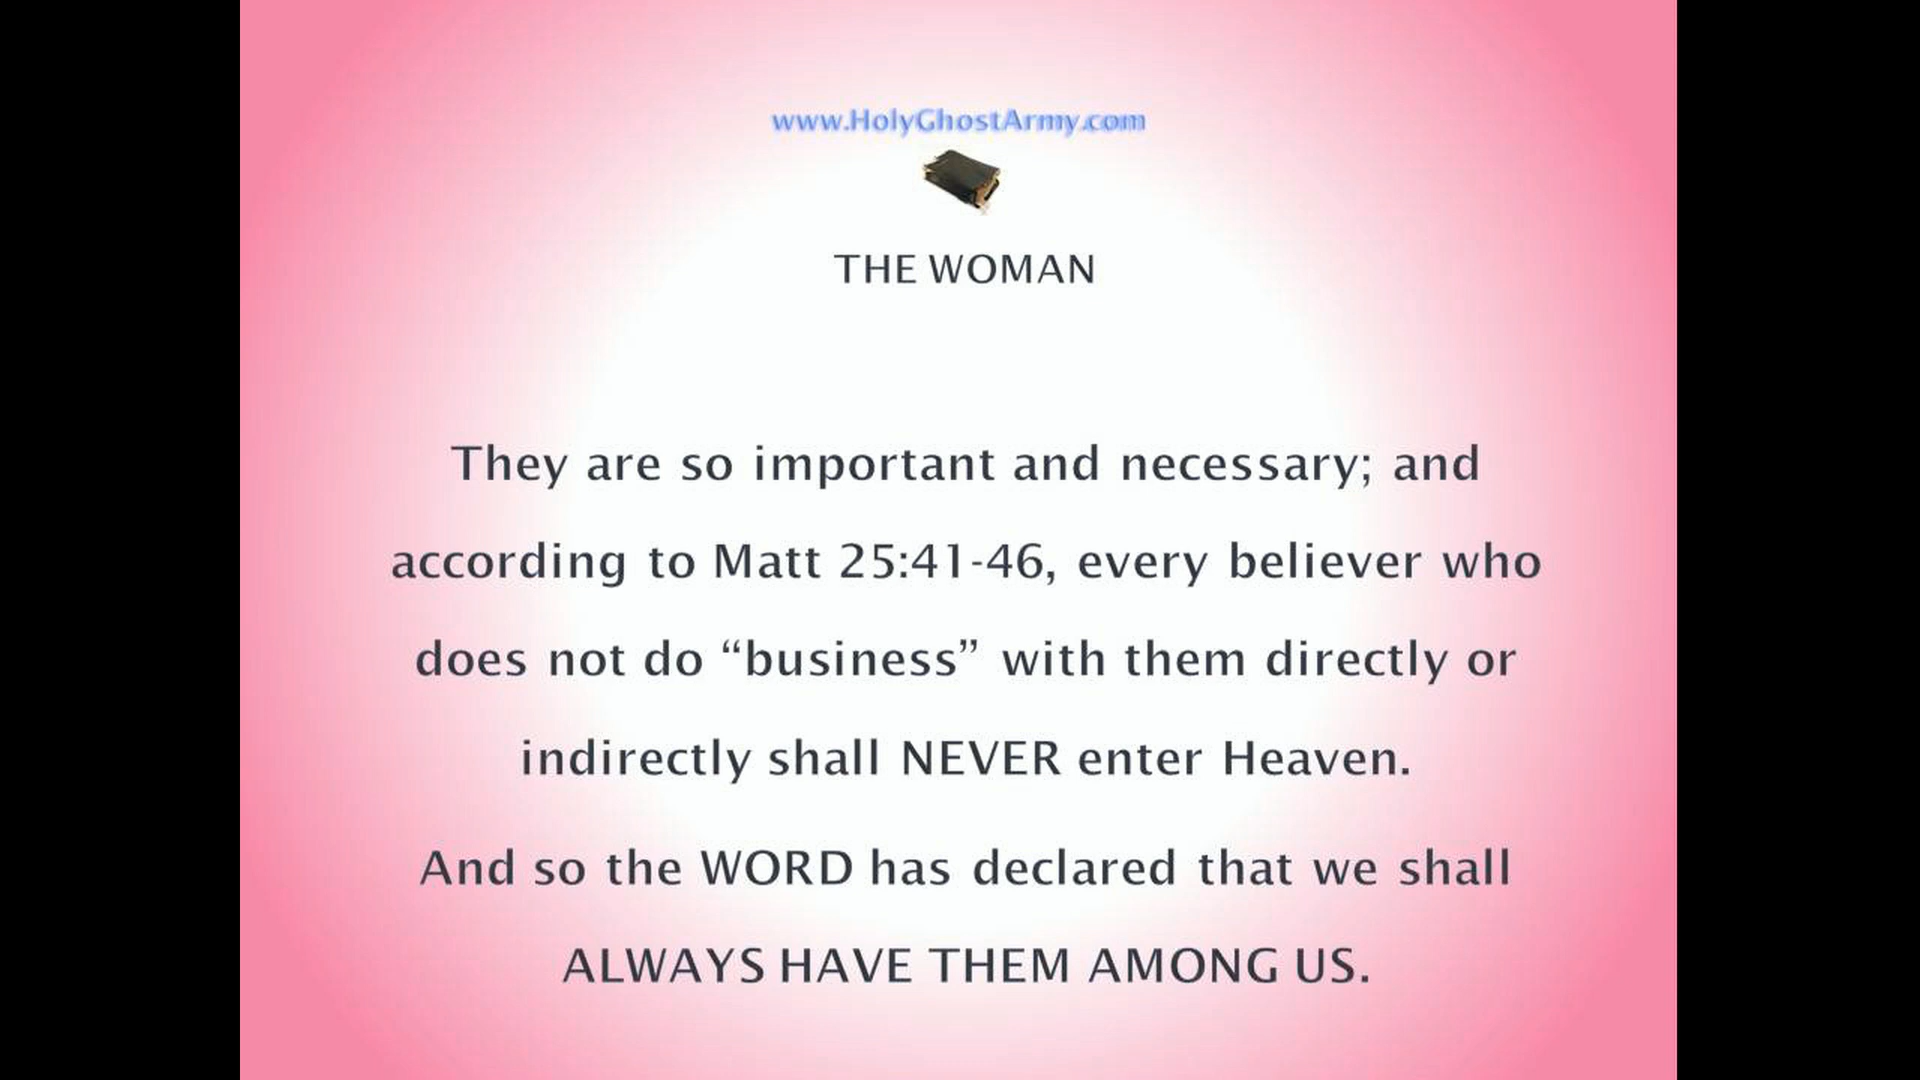 www.HolyGhostArmy.com
THE WOMAN
They are so important and necessary; and
according to Matt 25:41-46, every believer who
does not do “business” with them directly or
indirectly shall NEVER enter Heaven.
And so the WORD has declared that we shall
ALWAYS HAVE THEM AMONG US.